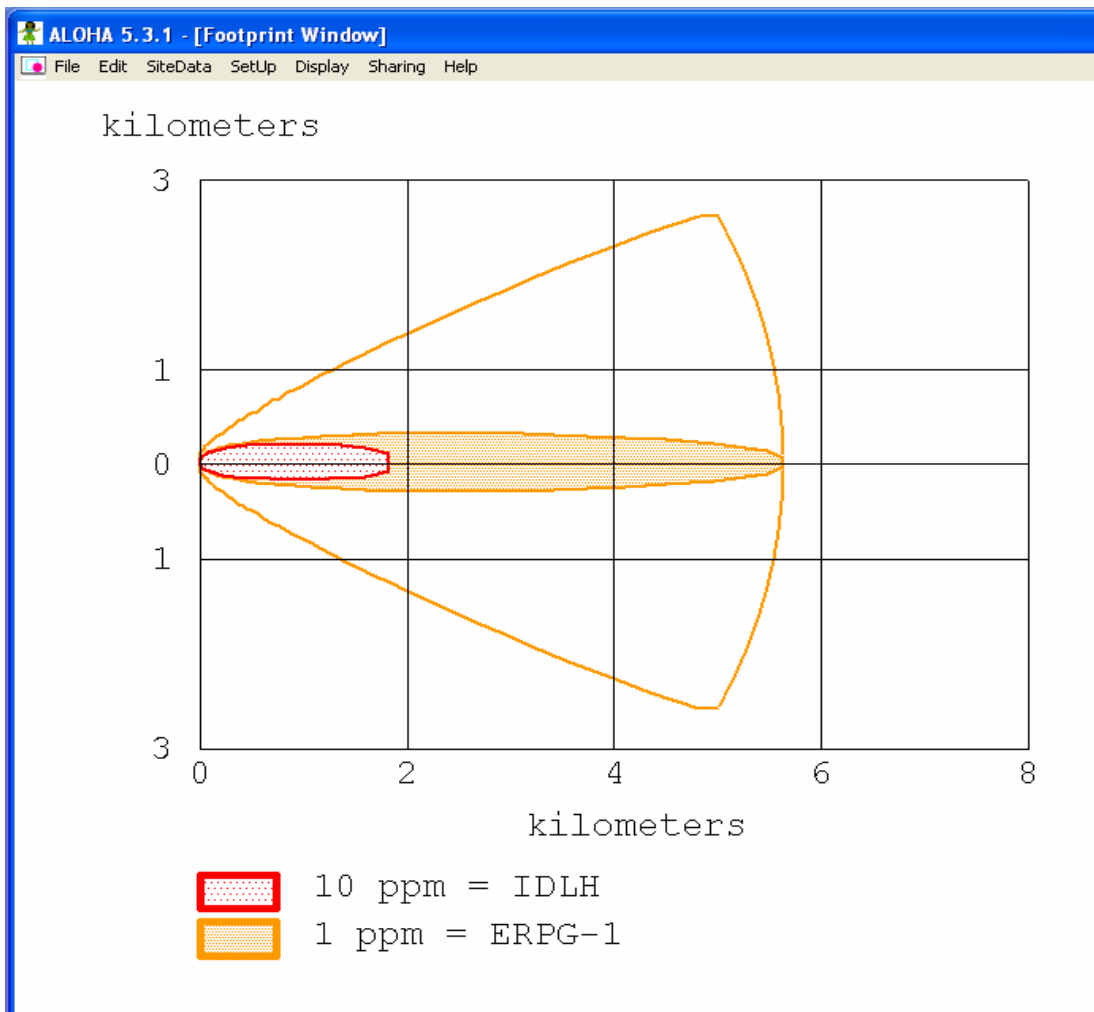 ALOHA 5.3.1 - [Footprint Window]
File Edit SiteData SetUp Display Sharing Help
kilometers
3
1
0
1
3
0 2 4 6 8
kilometers
10 ppm = IDLH
1 ppm = ERPG-1